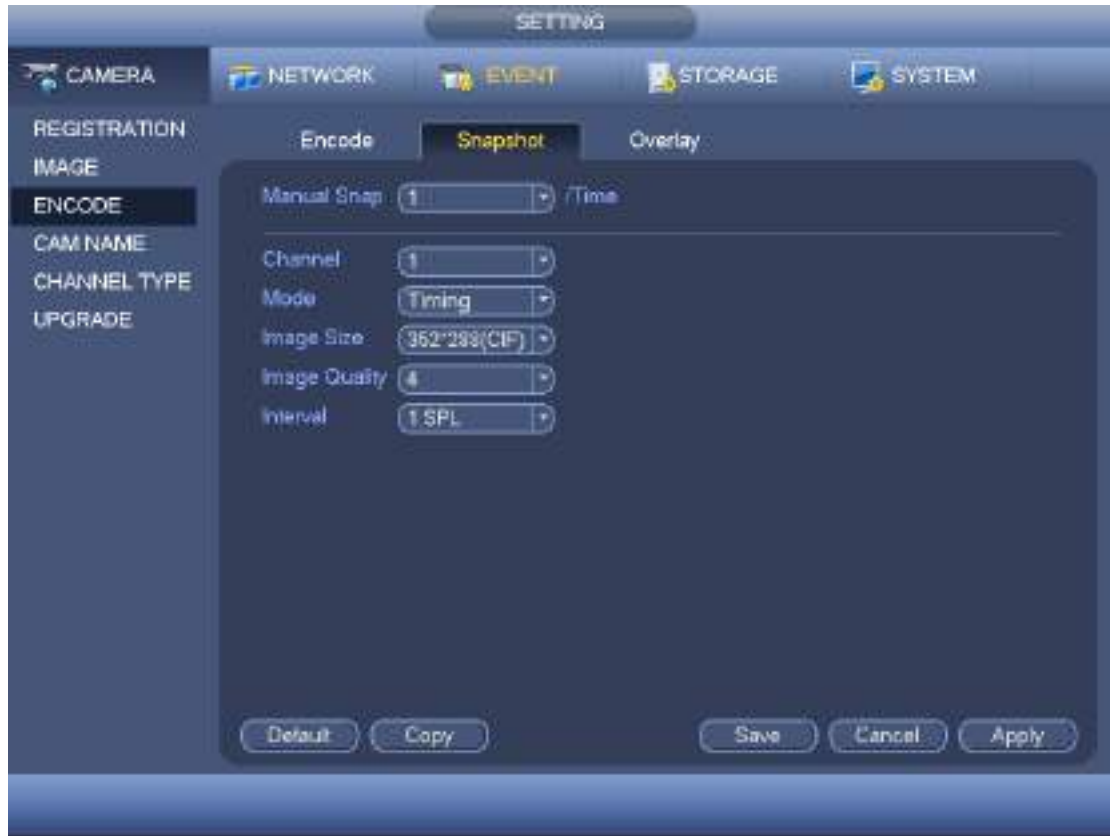 SETTING
CAMERA NETWORK EVENT STORAGE SYSTEM
REGISTRATION
IMAGE
ENCODE
CAM NAME
CHANNEL TYPE
UPGRADE
Encode Snapshot Overlay
Manual Snap 1 /Time
Channel 1
Mode Timing
Image Size 352*288(CIF)
Image Quality 4
Interval 1 SPL
Default Copy Save Cancel Apply